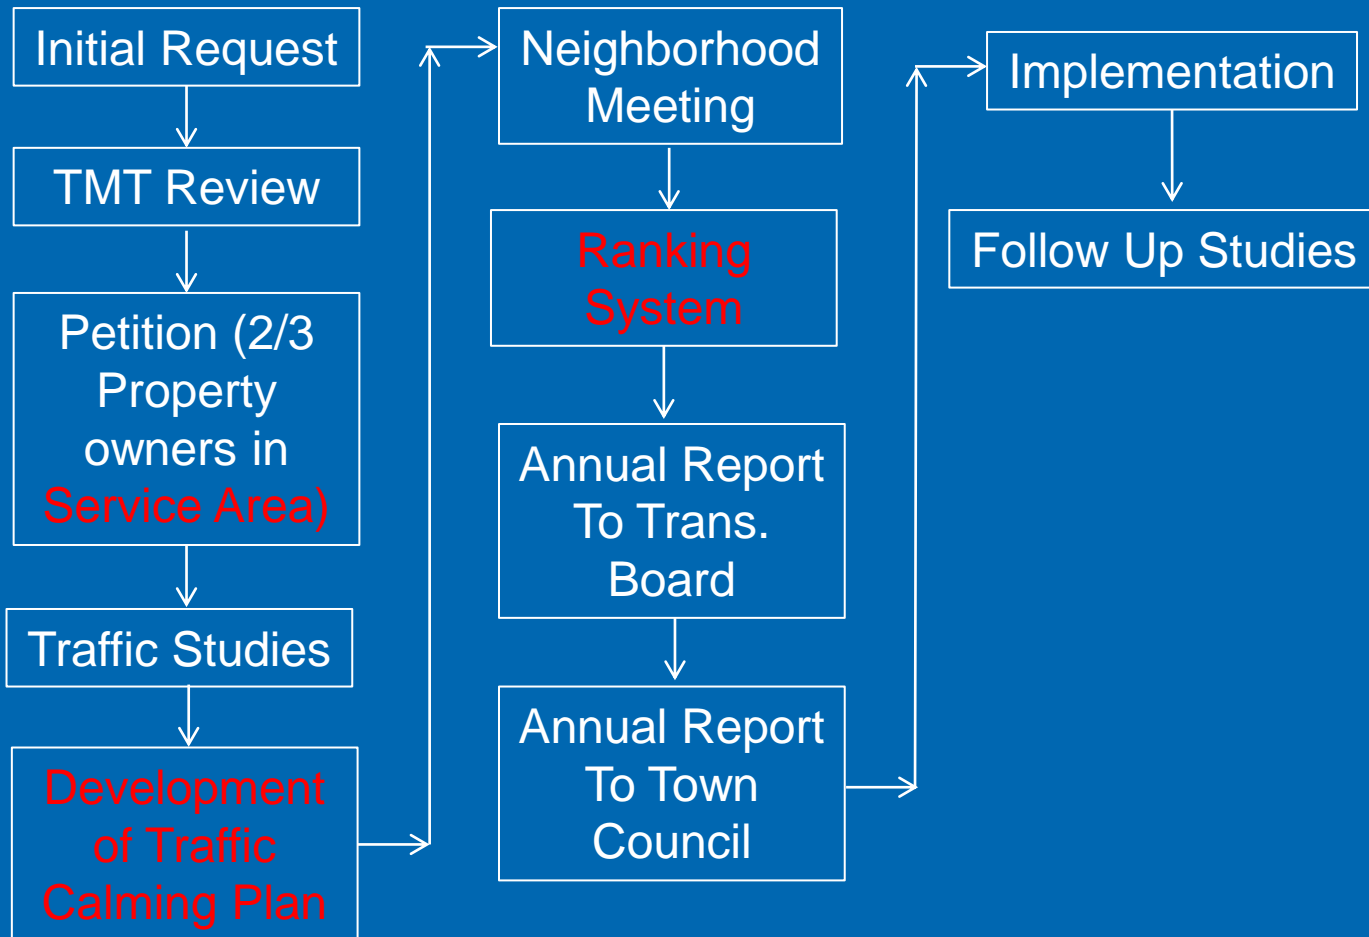 Initial Request
TMT Review
Petition (2/3
Property
owners in
Service Area)
Traffic Studies
Development
of Traffic
Calming Plan
Neighborhood
Meeting
Ranking
System
Annual Report
To Trans.
Board
Annual Report
To Town
Council
Implementation
Follow Up Studies